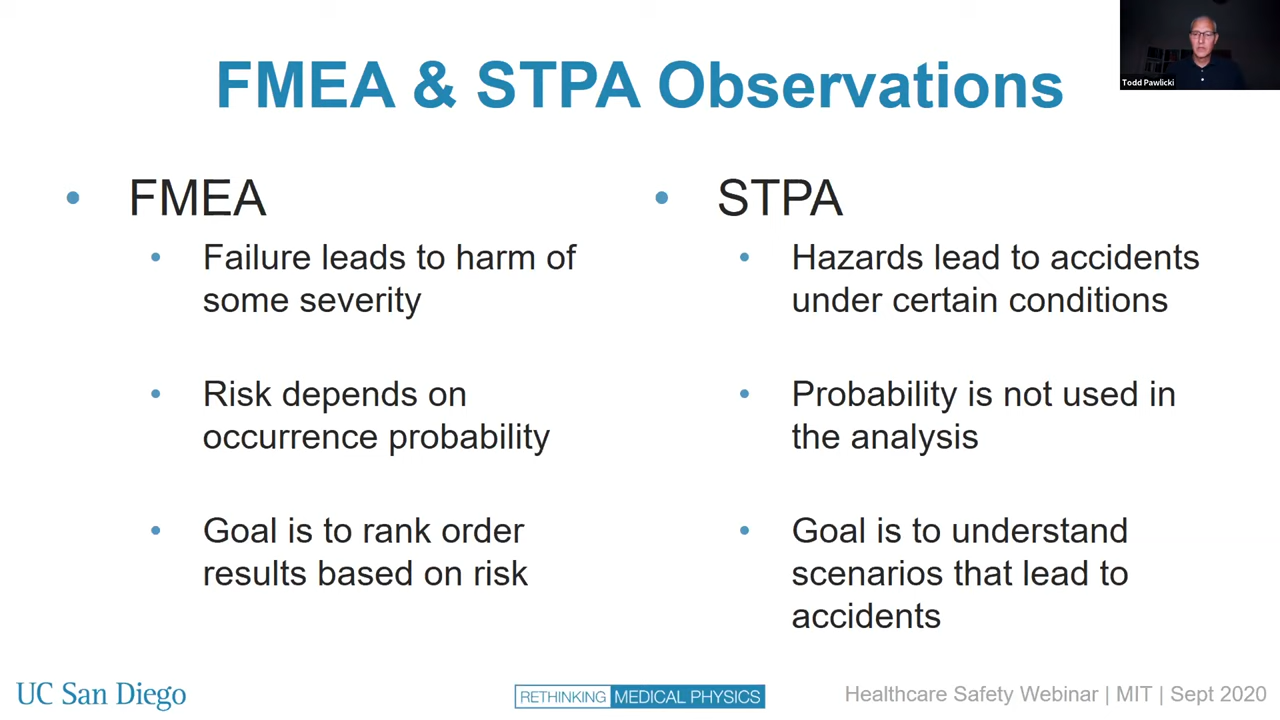 FMEA & STPA Observations
Todd Pawlicki
• FMEA
• Failure leads to harm of
some severity
• Risk depends on
occurrence probability
• Goal is to rank order
results based on risk
• STPA
• Hazards lead to accidents
under certain conditions
• Probability is not used in
the analysis
• Goal is to understand
scenarios that lead to
accidents
UC San Diego
RETHINKING MEDICAL PHYSICS
Healthcare Safety Webinar | MIT | Sept 2020